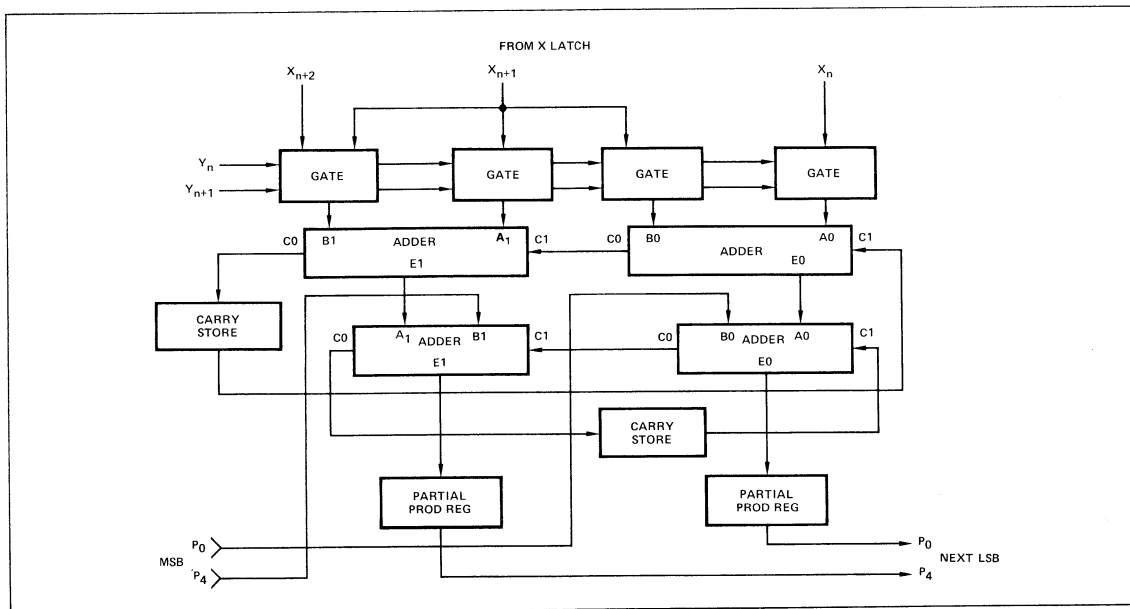 FROM X LATCH
Xn+2
Xn+1
Xn
Yn
Yn+1
GATE
GATE
GATE
GATE
C0
B1
ADDER
A1
E1
C1
C0
B0
ADDER
A0
E0
C1
CARRY
STORE
C0
A1
ADDER
B1
E1
C1
C0
B0
ADDER
A0
E0
C1
CARRY
STORE
PARTIAL
PROD REG
PARTIAL
PROD REG
MSB
P0
P4
P0
P4
NEXT LSB